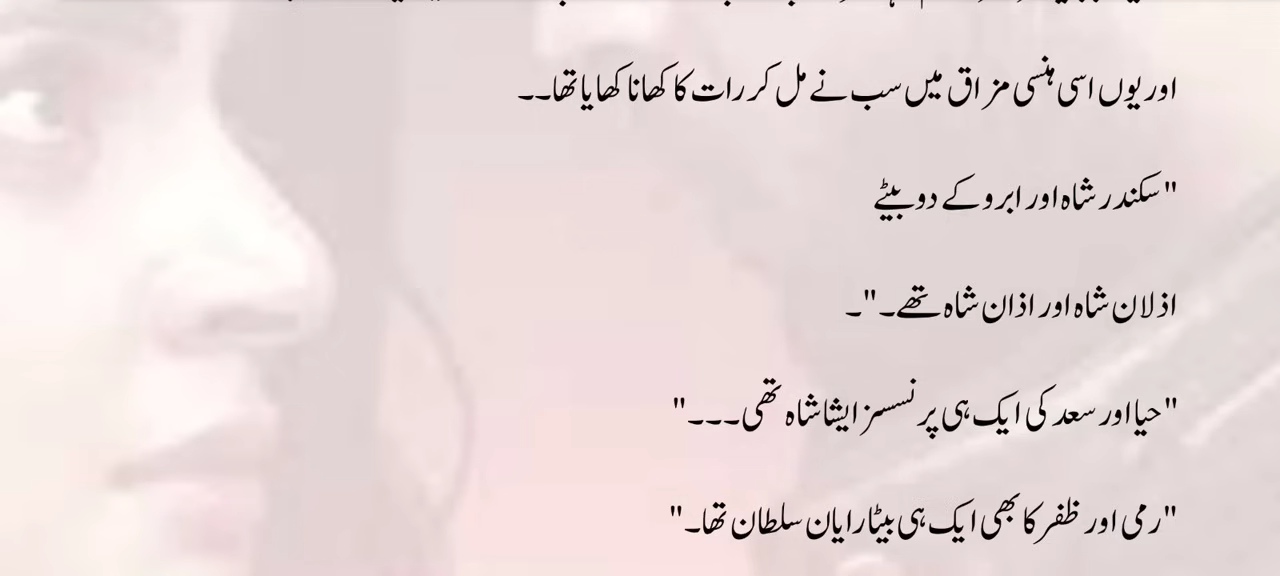 اور یوں اسی ہنسی مزاق میں سب نے مل کر رات کا کھانا کھایا تھا۔۔
"سکندر شاہ اور ابرو کے دو بیٹے
اذلان شاہ اور اذان شاہ تھے۔"۔
"حیا اور سعد کی ایک ہی پرنسسز ایشا شاہ تھی۔۔۔"
"رمی اور ظفر کا بھی ایک ہی بیٹا رایان سلطان تھا۔"